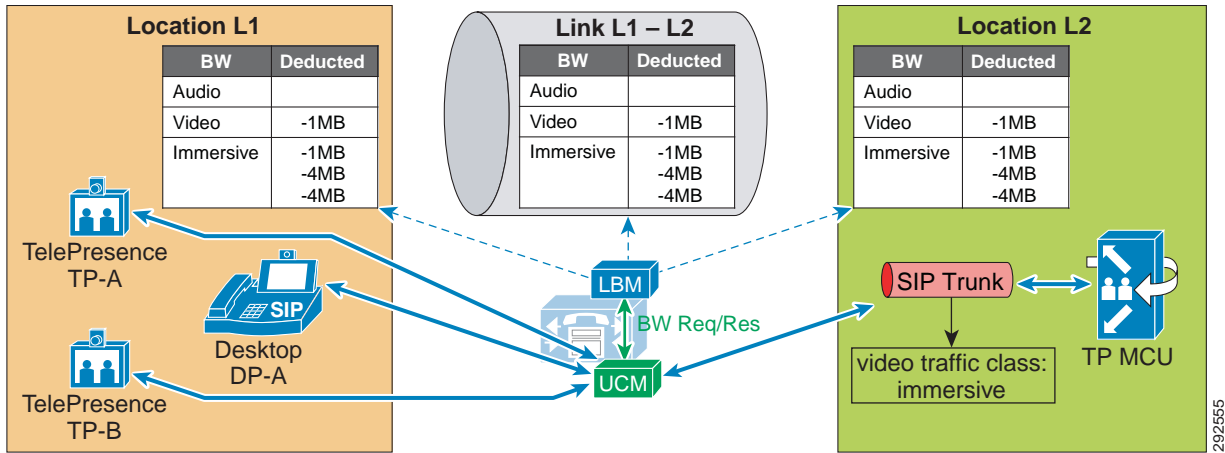 Location L1
BW Deducted
Audio
Video -1MB
Immersive -1MB
-4MB
-4MB
Link L1 – L2
BW Deducted
Audio
Video -1MB
Immersive -1MB
-4MB
-4MB
Location L2
BW Deducted
Audio
Video -1MB
Immersive -1MB
-4MB
-4MB
TelePresence
TP-A
SIP
Desktop
DP-A
TelePresence
TP-B
LBM
BW Req/Res
UCM
SIP Trunk
video traffic class:
immersive
TP MCU
292555